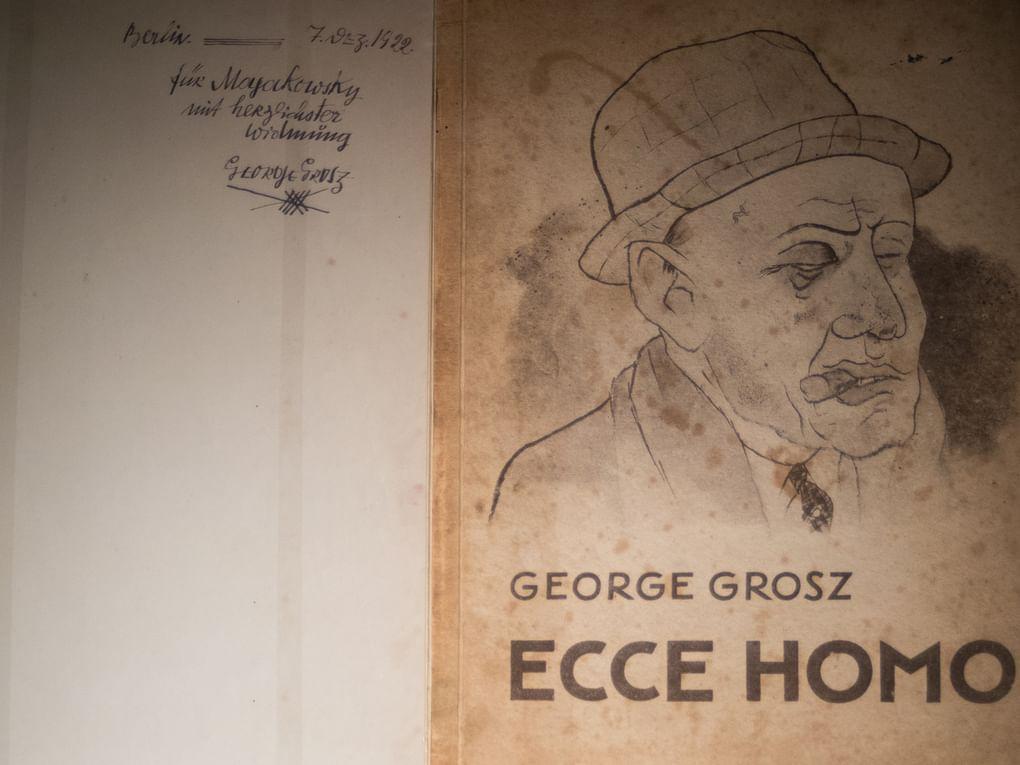 Berlin. 7. Dez. 1922.
für Mayakowsky
mit herzlichster
widmung
GEORGE GROSZ
GEORGE GROSZ
ECCE HOMO